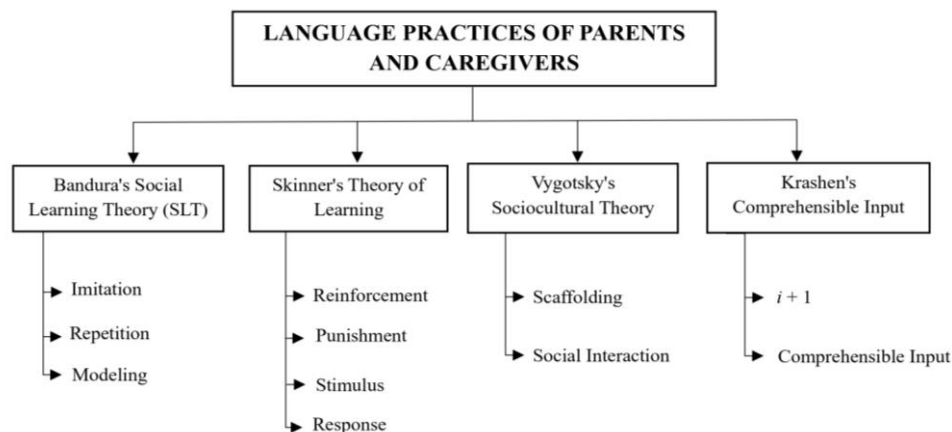 LANGUAGE PRACTICES OF PARENTS
AND CAREGIVERS
Bandura's Social
Learning Theory (SLT)
Imitation
Repetition
Modeling
Skinner's Theory of
Learning
Reinforcement
Punishment
Stimulus
Response
Vygotsky's
Sociocultural Theory
Scaffolding
Social Interaction
Krashen's
Comprehensible Input
i + 1
Comprehensible Input